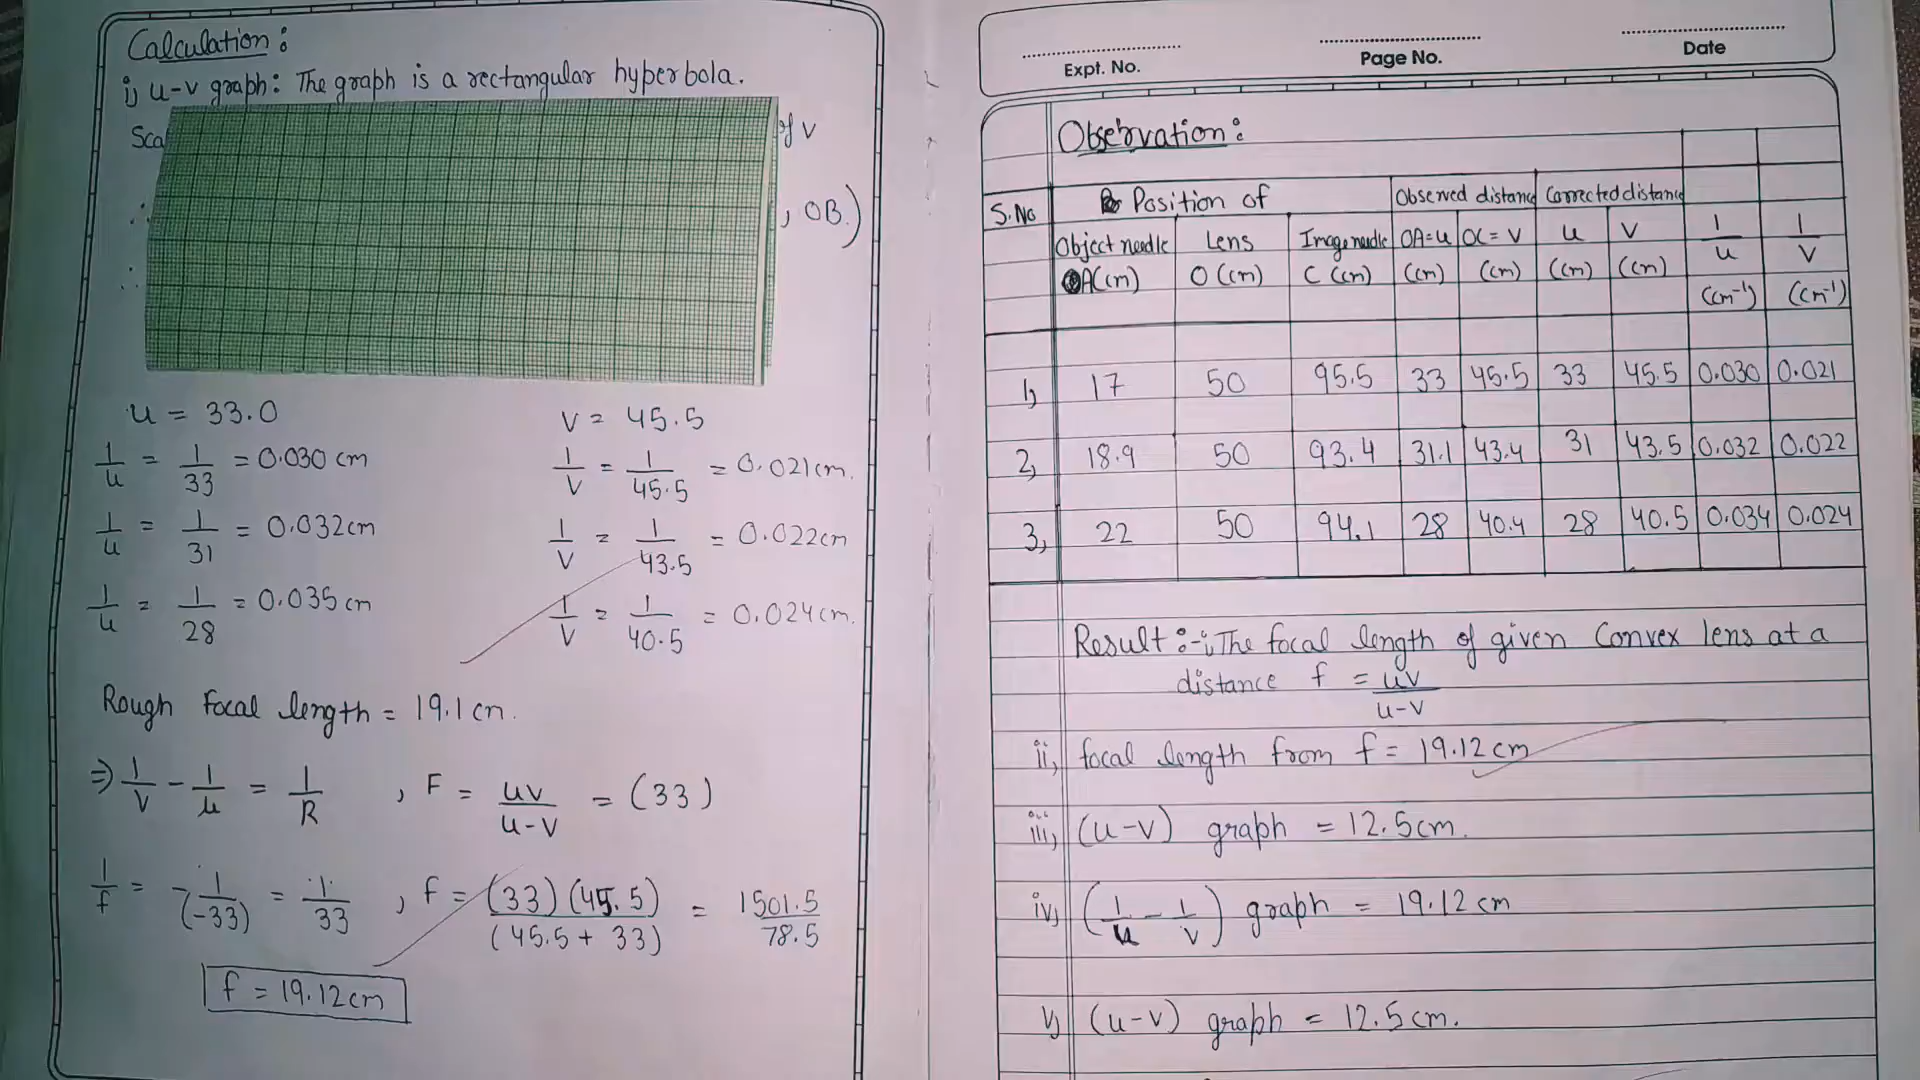 Calculation :
i) u-v graph : The graph is a rectangular hyperbola.
Sca of v
∴ , OB.)
∴
u = 33.0 v = 45.5
1/u = 1/33 = 0.030 cm 1/v = 1/45.5 = 0.021cm.
1/u = 1/31 = 0.032cm 1/v = 1/43.5 = 0.022cm
1/u = 1/28 = 0.035 cm 1/v = 1/40.5 = 0.024cm.
Rough focal length = 19.1 cm.
⇒ 1/v - 1/u = 1/R , F = uv/u-v = (33)
1/f = -1/(-33) = 1/33 , f = (33)(45.5)/(45.5 + 33) = 1501.5/78.5
f = 19.12cm
Expt. No. Page No. Date
Observation :
S.No Position of Observed distanc Corrected distance 1/u 1/v
Object needle Lens Image needle OA=u OC=v u v
A(cm) O (cm) C (cm) (cm) (cm) (cm) (cm) (cm⁻¹) (cm⁻¹)
1) 17 50 95.5 33 45.5 33 45.5 0.030 0.021
2) 18.9 50 93.4 31.1 43.4 31 43.5 0.032 0.022
3) 22 50 94.1 28 40.4 28 40.5 0.034 0.024
Result :- i) The focal length of given Convex lens at a
distance f = uv/u-v
ii) focal length from f = 19.12 cm
iii) (u-v) graph = 12.5cm.
iv) (1/u - 1/v) graph = 19.12 cm
v) (u-v) graph = 12.5 cm.